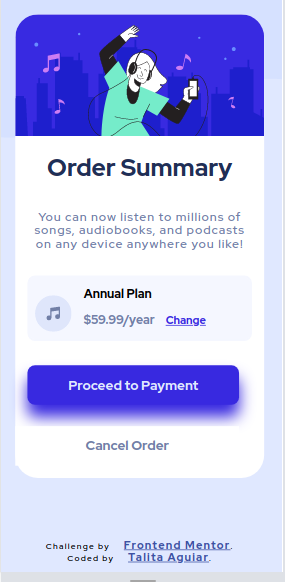 Order Summary
You can now listen to millions of
songs, audiobooks, and podcasts
on any device anywhere you like!
Annual Plan
$59.99/year Change
Proceed to Payment
Cancel Order
Challenge by Frontend Mentor.
Coded by Talita Aguiar.